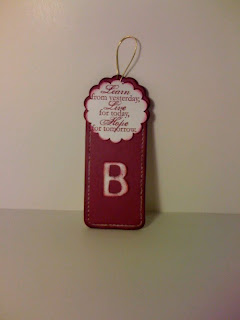 Learn
from yesterday,
Live
for today,
Hope
for tomorrow.
B